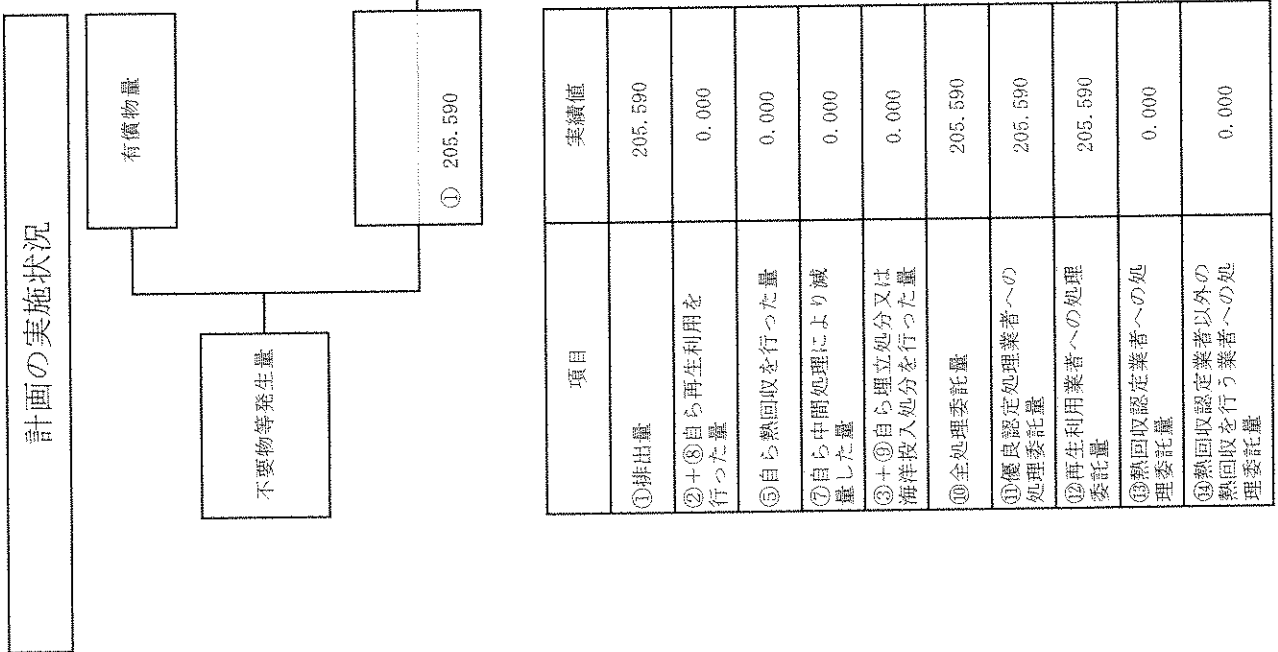 計画の実施状況
有償物量
不要物等発生量
① 205.590
項目
実績値
①排出量
205.590
②+⑧自ら再生利用を
行った量
0.000
⑤自ら熱回収を行った量
0.000
⑦自ら中間処理により減
量した量
0.000
③+⑨自ら埋立処分又は
海洋投入処分を行った量
0.000
⑩全処理委託量
205.590
⑪優良認定処理業者への
処理委託量
205.590
⑫再生利用業者への処理
委託量
205.590
⑬熱回収認定業者への処
理委託量
0.000
⑭熱回収認定業者以外の
熱回収を行う業者への処
理委託量
0.000